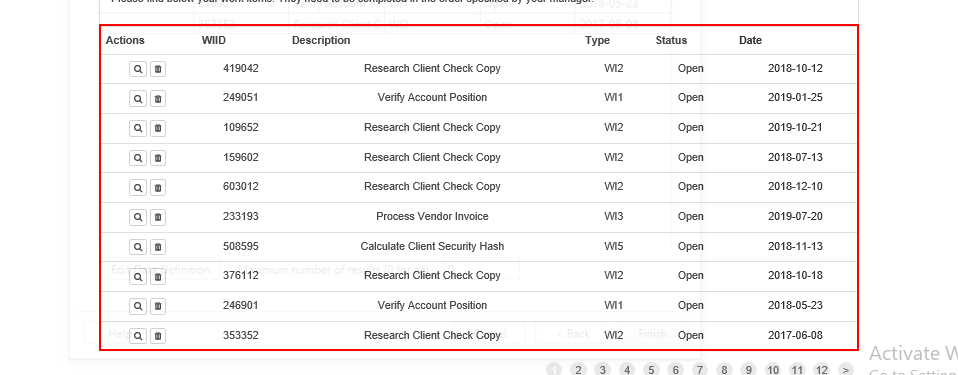 Please find below your work items. They need to be completed in the order specified by your manager.
Actions WIID Description Type Status Date
419042 Research Client Check Copy WI2 Open 2018-10-12
249051 Verify Account Position WI1 Open 2019-01-25
109652 Research Client Check Copy WI2 Open 2019-10-21
159602 Research Client Check Copy WI2 Open 2018-07-13
603012 Research Client Check Copy WI2 Open 2018-12-10
233193 Process Vendor Invoice WI3 Open 2019-07-20
508595 Calculate Client Security Hash WI5 Open 2018-11-13
376112 Research Client Check Copy WI2 Open 2018-10-18
246901 Verify Account Position WI1 Open 2018-05-23
353352 Research Client Check Copy WI2 Open 2017-06-08
< Back Finish
1 2 3 4 5 6 7 8 9 10 11 12 >
Activate W